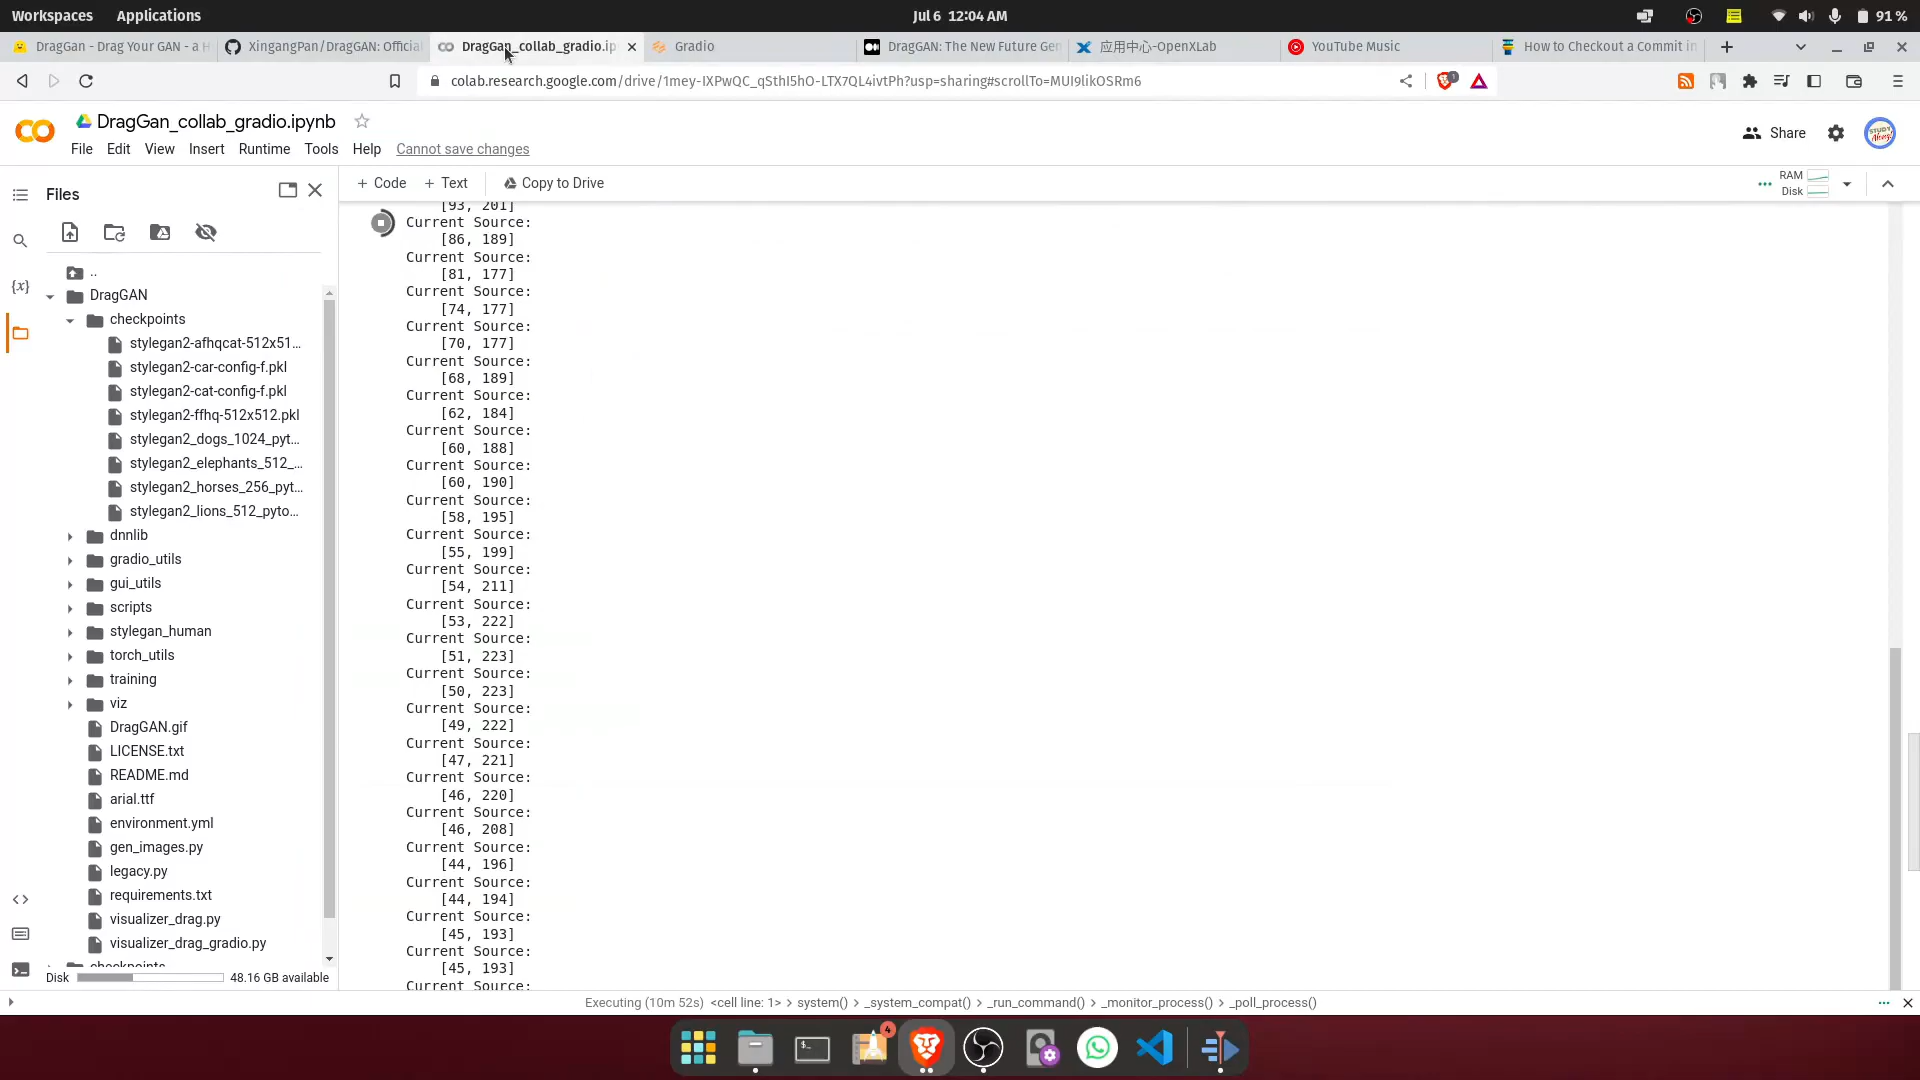 Workspaces Applications Jul 6 12:04 AM 91 %
DragGan - Drag Your GAN - a H XingangPan/DragGAN: Official DragGan_collab_gradio.ip Gradio DragGAN: The New Future Gen 应用中心-OpenXLab YouTube Music How to Checkout a Commit in
colab.research.google.com/drive/1mey-IXPwQC_qSthI5hO-LTX7QL4ivtPh?usp=sharing#scrollTo=MUI9likOSRm6 1
DragGan_collab_gradio.ipynb
Share
File Edit View Insert Runtime Tools Help Cannot save changes
Files
+ Code + Text Copy to Drive
RAM
Disk
..
DragGAN
checkpoints
stylegan2-afhqcat-512x51...
stylegan2-car-config-f.pkl
stylegan2-cat-config-f.pkl
stylegan2-ffhq-512x512.pkl
stylegan2_dogs_1024_pyt...
stylegan2_elephants_512_...
stylegan2_horses_256_pyt...
stylegan2_lions_512_pyto...
dnnlib
gradio_utils
gui_utils
scripts
stylegan_human
torch_utils
training
viz
DragGAN.gif
LICENSE.txt
README.md
arial.ttf
environment.yml
gen_images.py
legacy.py
requirements.txt
visualizer_drag.py
visualizer_drag_gradio.py
checkpoints
Disk 48.16 GB available
[93, 201]
Current Source:
[86, 189]
Current Source:
[81, 177]
Current Source:
[74, 177]
Current Source:
[70, 177]
Current Source:
[68, 189]
Current Source:
[62, 184]
Current Source:
[60, 188]
Current Source:
[60, 190]
Current Source:
[58, 195]
Current Source:
[55, 199]
Current Source:
[54, 211]
Current Source:
[53, 222]
Current Source:
[51, 223]
Current Source:
[50, 223]
Current Source:
[49, 222]
Current Source:
[47, 221]
Current Source:
[46, 220]
Current Source:
[46, 208]
Current Source:
[44, 196]
Current Source:
[44, 194]
Current Source:
[45, 193]
Current Source:
[45, 193]
Current Source:
Executing (10m 52s) <cell line: 1> > system() > _system_compat() > _run_command() > _monitor_process() > _poll_process()
4